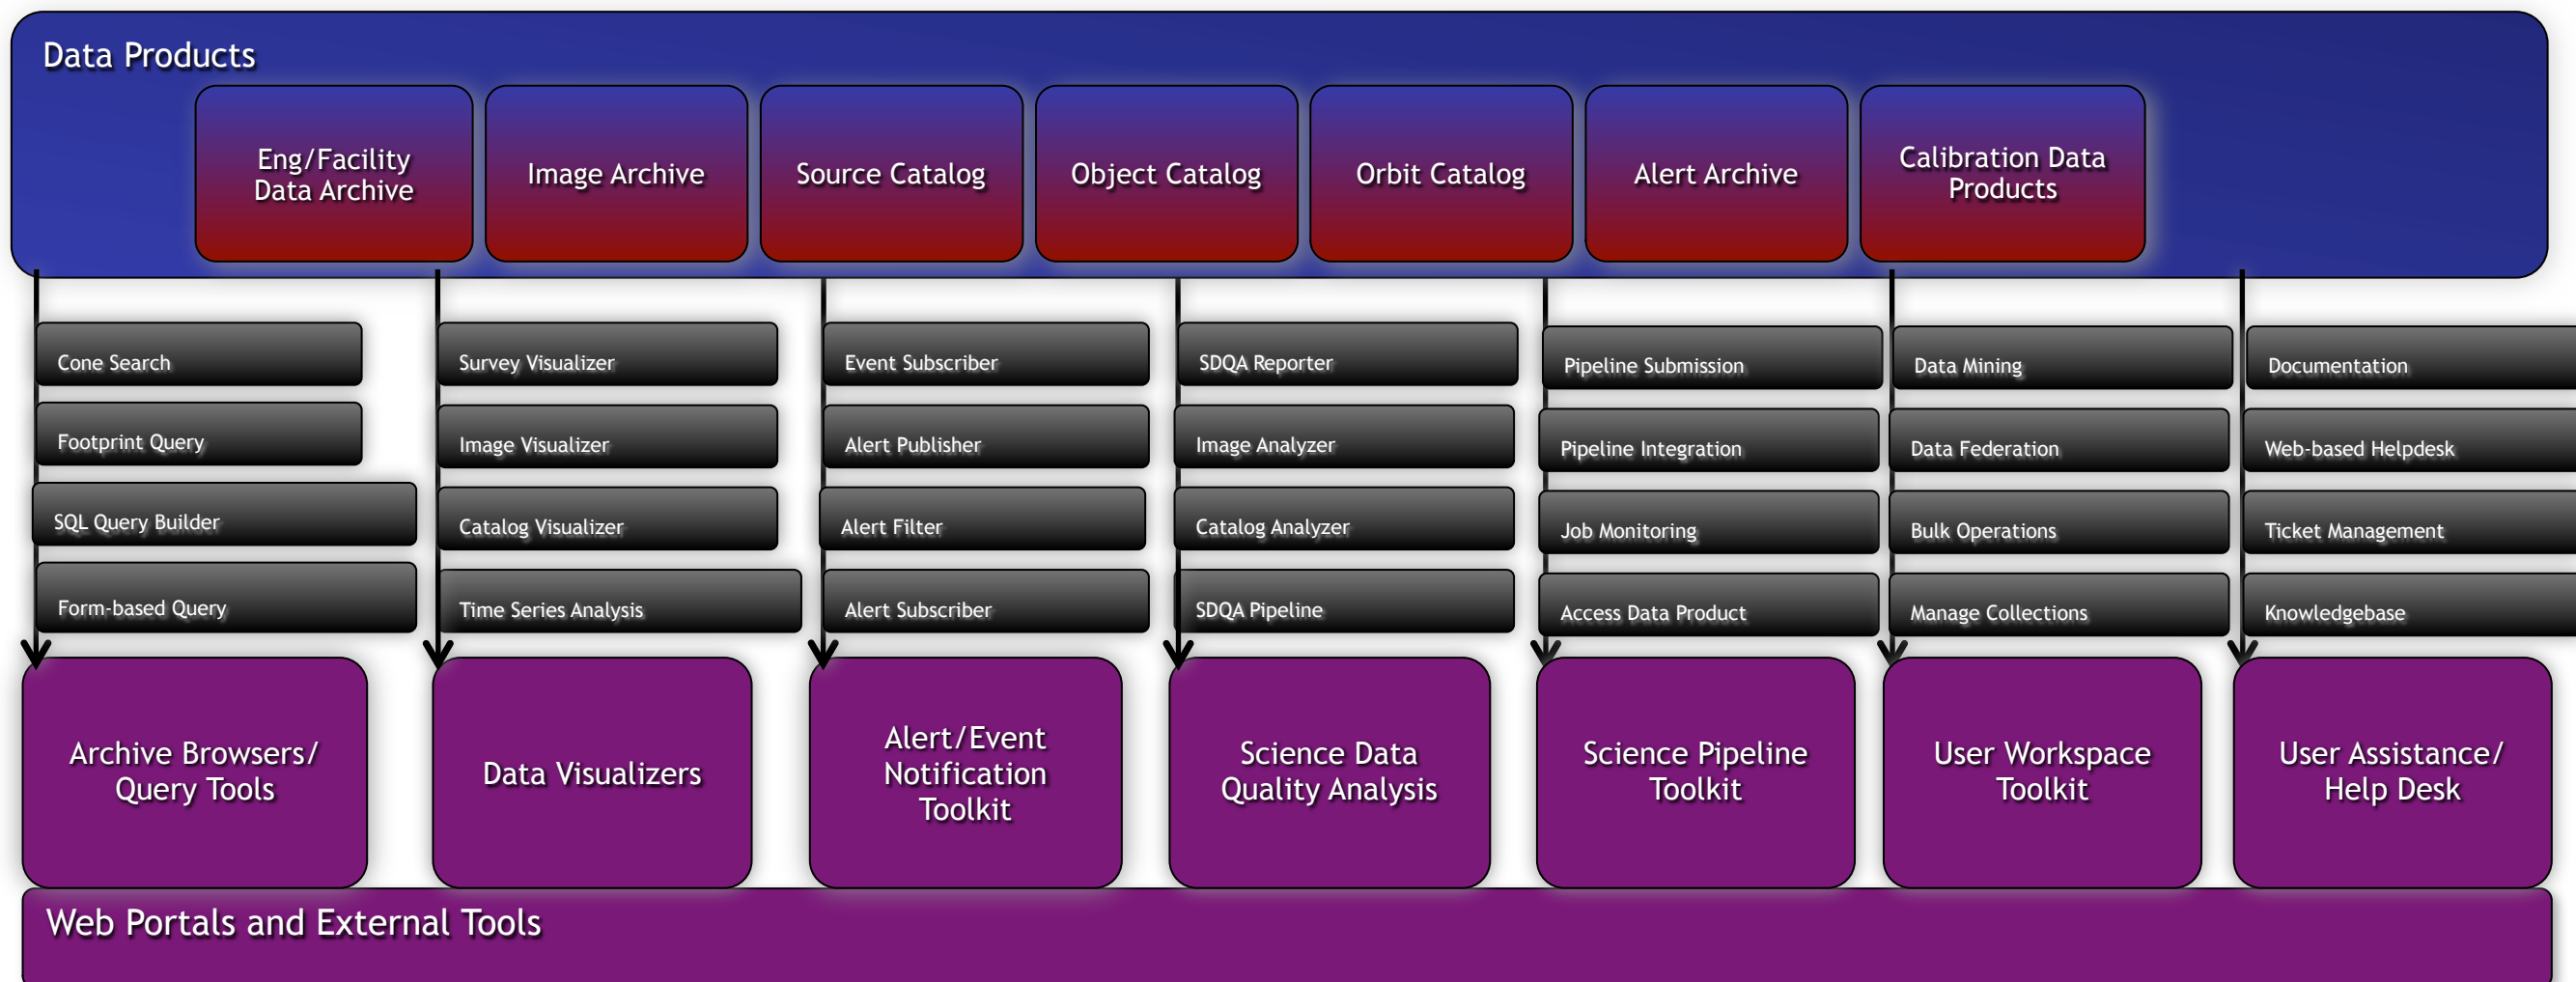 Data Products
Eng/Facility
Data Archive
Image Archive
Source Catalog
Object Catalog
Orbit Catalog
Alert Archive
Calibration Data
Products
Cone Search
Footprint Query
SQL Query Builder
Form-based Query
Survey Visualizer
Image Visualizer
Catalog Visualizer
Time Series Analysis
Event Subscriber
Alert Publisher
Alert Filter
Alert Subscriber
SDQA Reporter
Image Analyzer
Catalog Analyzer
SDQA Pipeline
Pipeline Submission
Pipeline Integration
Job Monitoring
Access Data Product
Data Mining
Data Federation
Bulk Operations
Manage Collections
Documentation
Web-based Helpdesk
Ticket Management
Knowledgebase
Archive Browsers/
Query Tools
Data Visualizers
Alert/Event
Notification
Toolkit
Science Data
Quality Analysis
Science Pipeline
Toolkit
User Workspace
Toolkit
User Assistance/
Help Desk
Web Portals and External Tools